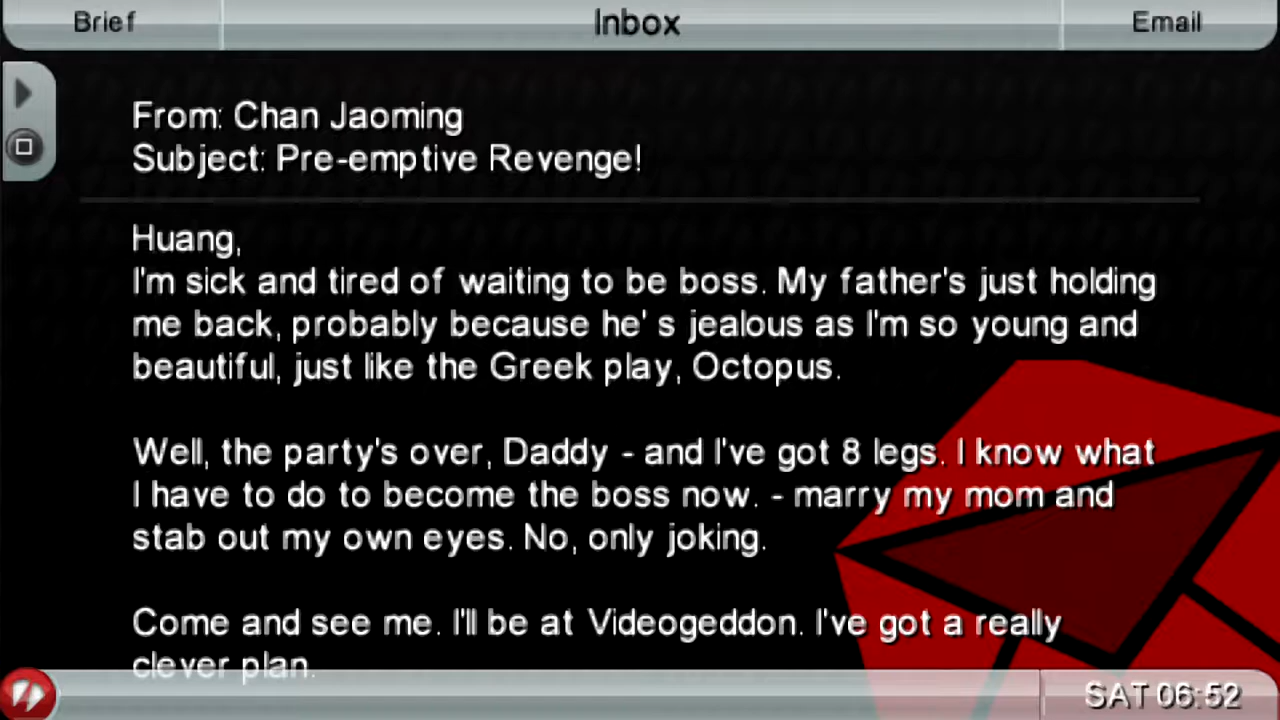 Brief
Inbox
Email
From: Chan Jaoming
Subject: Pre-emptive Revenge!
Huang,
I'm sick and tired of waiting to be boss. My father's just holding
me back, probably because he' s jealous as I'm so young and
beautiful, just like the Greek play, Octopus.
Well, the party's over, Daddy - and I've got 8 legs. I know what
I have to do to become the boss now. - marry my mom and
stab out my own eyes. No, only joking.
Come and see me. I'll be at Videogeddon. I've got a really
clever plan.
SAT 06:52